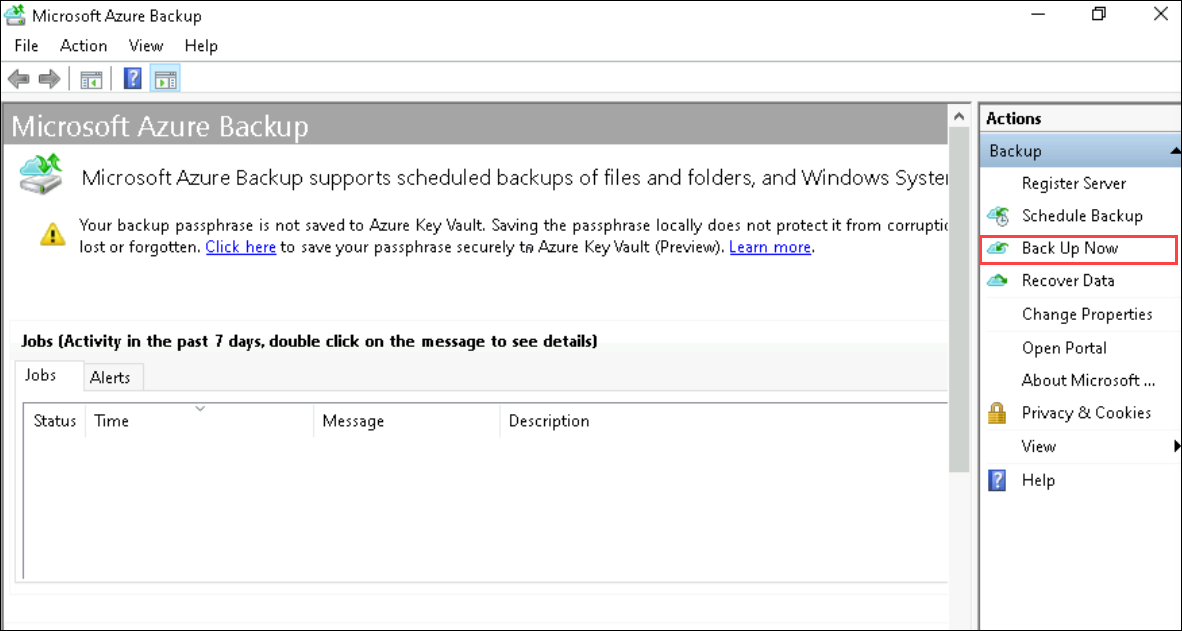 Microsoft Azure Backup
File Action View Help
Microsoft Azure Backup
Microsoft Azure Backup supports scheduled backups of files and folders, and Windows Syster
Your backup passphrase is not saved to Azure Key Vault. Saving the passphrase locally does not protect it from corruptic
lost or forgotten. Click here to save your passphrase securely to Azure Key Vault (Preview). Learn more.
Jobs (Activity in the past 7 days, double click on the message to see details)
Jobs Alerts
Status Time Message Description
Actions
Backup
Register Server
Schedule Backup
Back Up Now
Recover Data
Change Properties
Open Portal
About Microsoft ...
Privacy & Cookies
View
Help